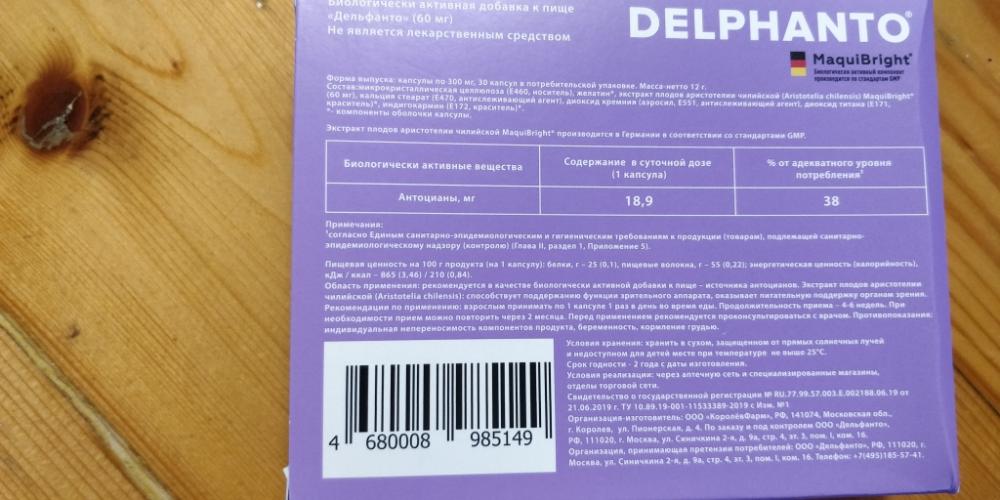 Биологически активная добавка к пище
«Дельфанто» (60 мг)
Не является лекарственным средством
DELPHANTO®
MaquiBright®
Биологически активный компонент
производится по стандартам GMP
Форма выпуска: капсулы по 300 мг, 30 капсул в потребительской упаковке. Масса-нетто 12 г.
Состав:микрокристаллическая целлюлоза (E460, носитель), желатин*, экстракт плодов аристотелии чилийской (Aristotelia chilensis) MaquiBright®
(60 мг), кальция стеарат (E470, антислеживающий агент), диоксид кремния (аэросил, E551, антислеживающий агент), диоксид титана (E171,
краситель)*, индигокармин (E172, краситель)*.
*- компоненты оболочки капсулы.
Экстракт плодов аристотелии чилийской MaquiBright® производится в Германии в соответствии со стандартами GMP.
Биологически активные вещества
Содержание в суточной дозе
(1 капсула)
% от адекватного уровня
потребления¹
Антоцианы, мг
18,9
38
Примечания:
¹согласно Единым санитарно-эпидемиологическим и гигиеническим требованиям к продукции (товарам), подлежащей санитарно-
эпидемиологическому надзору (контролю) (Глава II, раздел 1, Приложение 5).
Пищевая ценность на 100 г продукта (на 1 капсулу): белки, г – 25 (0,1), пищевые волокна, г – 55 (0,22); энергетическая ценность (калорийность),
кДж / ккал – 865 (3,46) / 210 (0,84).
Область применения: рекомендуется в качестве биологически активной добавки к пище – источника антоцианов. Экстракт плодов аристотелии
чилийской (Aristotelia chilensis): способствует поддержанию функции зрительного аппарата, оказывает питательную поддержку органам зрения.
Рекомендации по применению: взрослым принимать по 1 капсуле 1 раз в день во время еды. Продолжительность приема – 4-6 недель. При
необходимости прием можно повторить через 2 месяца. Перед применением рекомендуется проконсультироваться с врачом. Противопоказания:
индивидуальная непереносимость компонентов продукта, беременность, кормление грудью.
Условия хранения: хранить в сухом, защищенном от прямых солнечных лучей
и недоступном для детей месте при температуре не выше 25°C.
Срок годности - 2 года с даты изготовления.
Условия реализации: через аптечную сеть и специализированные магазины,
отделы торговой сети.
Свидетельство о государственной регистрации № RU.77.99.57.003.E.002188.06.19 от
21.06.2019 г. ТУ 10.89.19-001-11533389-2019 с Изм. №1
Организация-изготовитель: ООО «КоролёвФарм», РФ, 141074, Московская обл.,
г. Королев, ул. Пионерская, д. 4. По заказу и под контролем ООО «Дельфанто»,
РФ, 111020, г. Москва, ул. Синичкина 2-я, д. 9а, стр. 4, эт. 3, пом. I, ком. 16.
Организация, принимающая претензии потребителей: ООО «Дельфанто», РФ, 111020, г.
Москва, ул. Синичкина 2-я, д. 9а, стр. 4, эт. 3, пом. I, ком. 16. Телефон: +7(495)185-57-41.
4 680008 985149